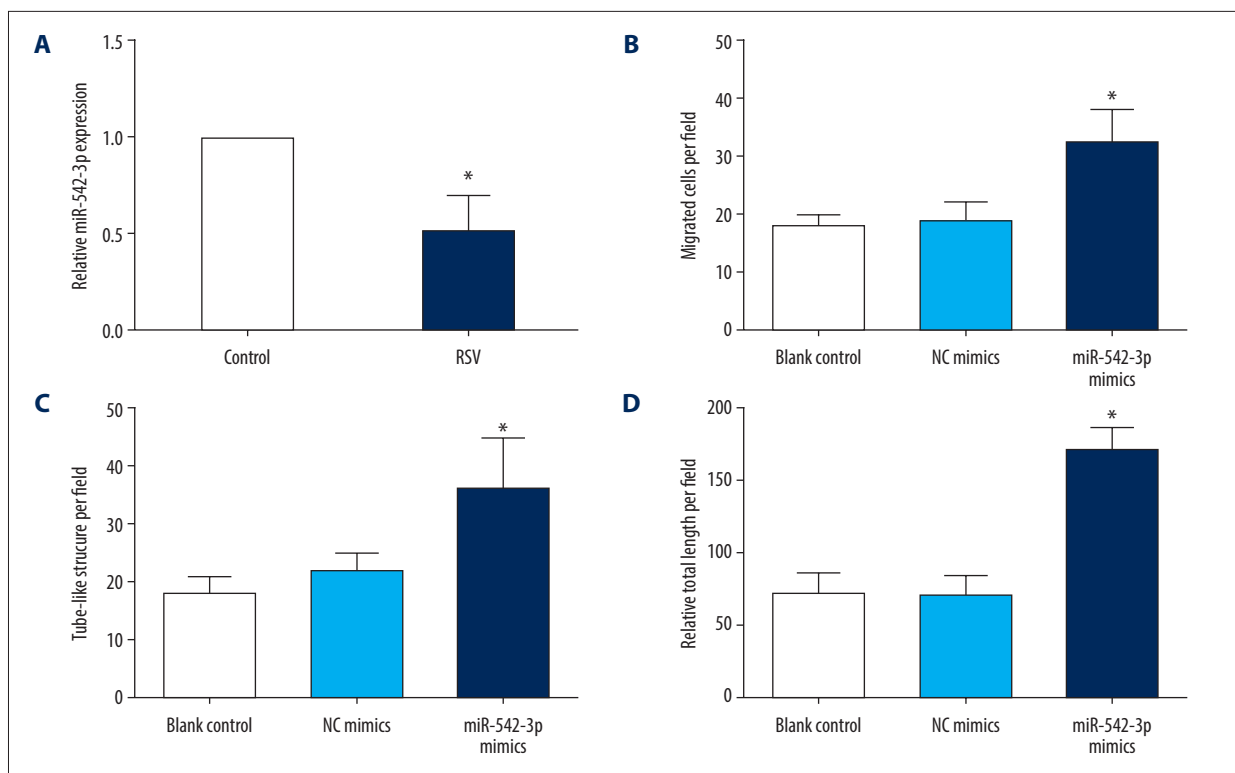 A
Relative miR-542-3p expression
1.5
1.0
0.5
0.0
*
Control
RSV
B
Migrated cells per field
50
40
30
20
10
0
*
Blank control
NC mimics
miR-542-3p
mimics
C
Tube-like strucure per field
50
40
30
20
10
0
*
Blank control
NC mimics
miR-542-3p
mimics
D
Relative total length per field
200
150
100
50
0
*
Blank control
NC mimics
miR-542-3p
mimics